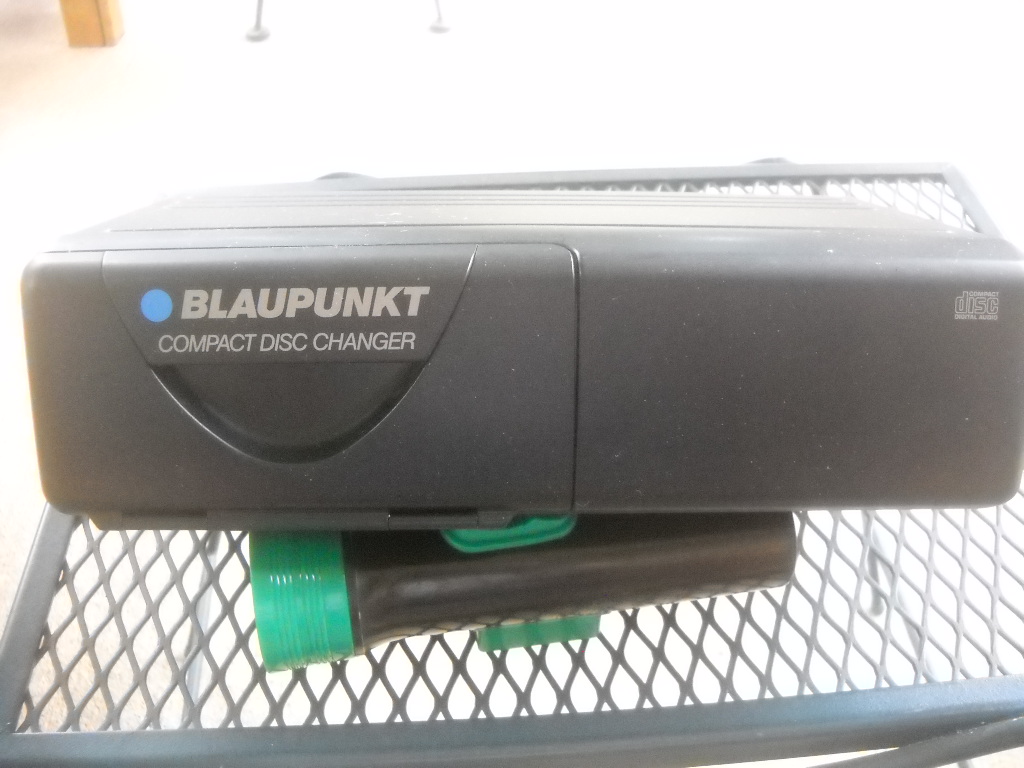 BLAUPUNKT
COMPACT DISC CHANGER
COMPACT
disc
DIGITAL AUDIO